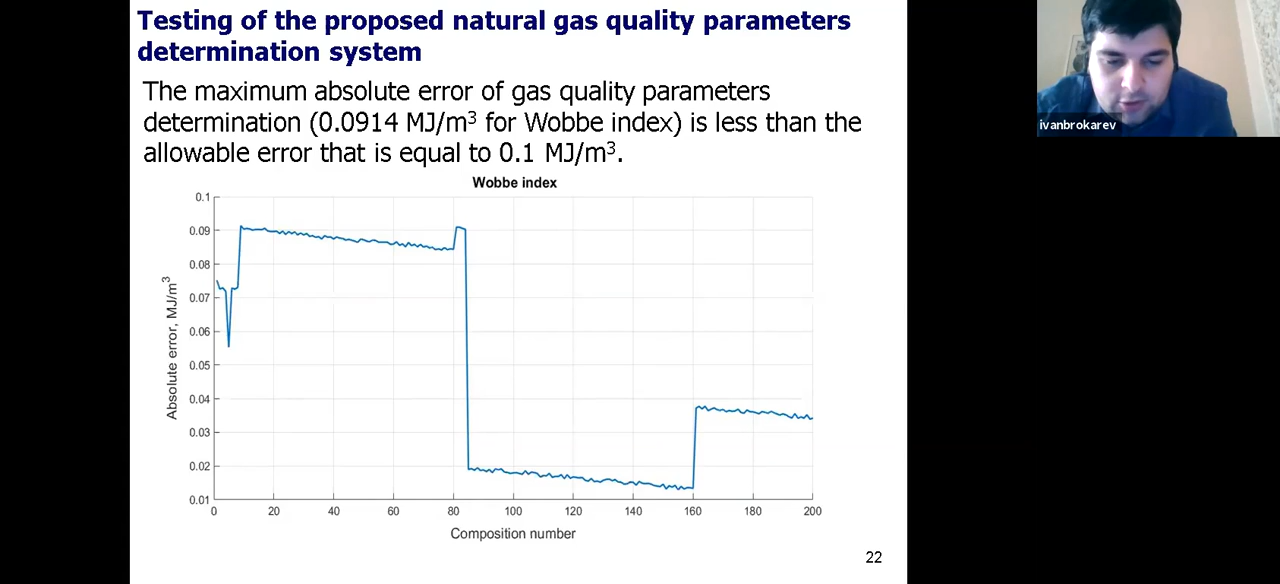 Testing of the proposed natural gas quality parameters
determination system
The maximum absolute error of gas quality parameters
determination (0.0914 MJ/m³ for Wobbe index) is less than the
allowable error that is equal to 0.1 MJ/m³.
Wobbe index
0.1
0.09
0.08
0.07
0.06
0.05
0.04
0.03
0.02
0.01
Absolute error, MJ/m³
0 20 40 60 80 100 120 140 160 180 200
Composition number
22
ivanbrokarev